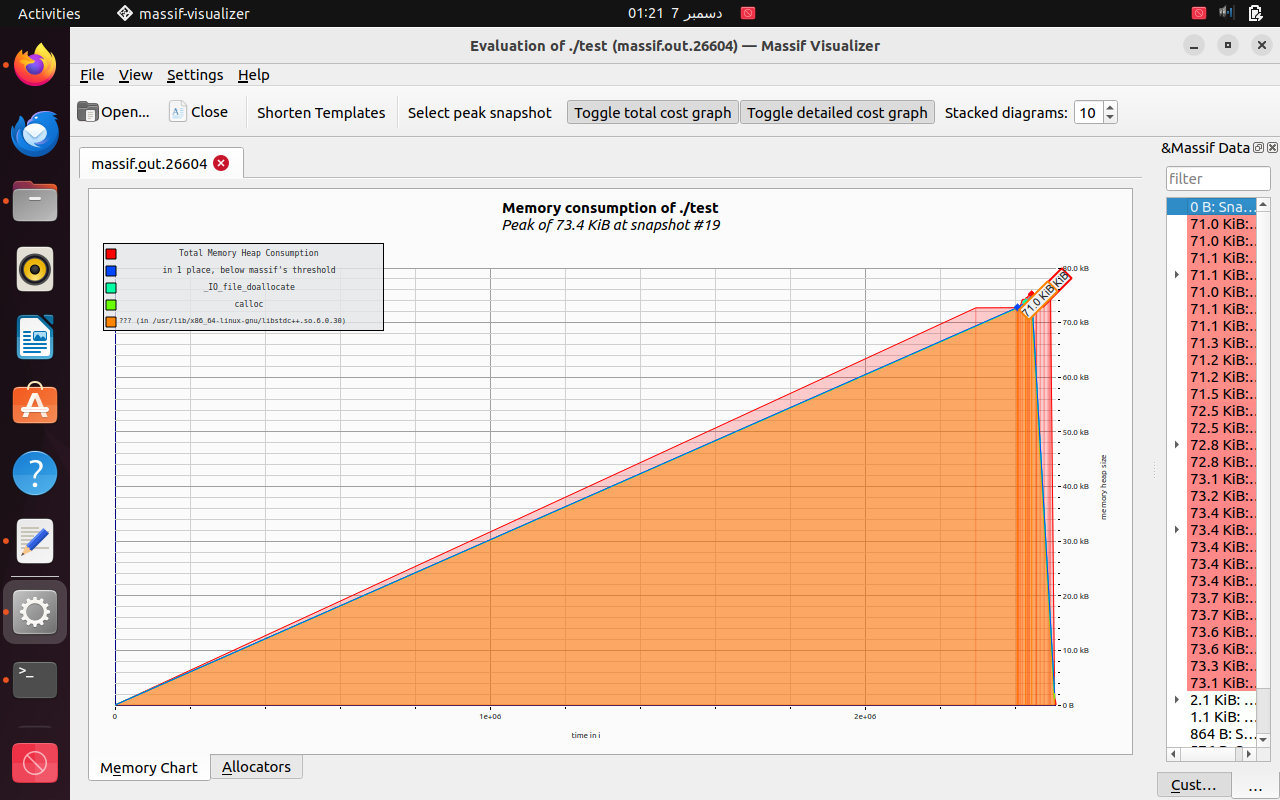 Activities
massif-visualizer
01:21 7 دسمبر
Evaluation of ./test (massif.out.26604) — Massif Visualizer
File View Settings Help
Open... Close Shorten Templates Select peak snapshot Toggle total cost graph Toggle detailed cost graph Stacked diagrams: 10
massif.out.26604
Memory consumption of ./test
Peak of 73.4 KiB at snapshot #19
Total Memory Heap Consumption
in 1 place, below massif's threshold
_IO_file_doallocate
calloc
??? (in /usr/lib/x86_64-linux-gnu/libstdc++.so.6.0.30)
71.0 KiB
KiB
80.0 kB
70.0 kB
60.0 kB
50.0 kB
40.0 kB
30.0 kB
20.0 kB
10.0 kB
0 B
memory heap size
0
1e+06
2e+06
time in i
Memory Chart
Allocators
&Massif Data
filter
0 B: Sna...
71.0 KiB:...
71.0 KiB:...
71.1 KiB:...
71.1 KiB:...
71.0 KiB:...
71.1 KiB:...
71.1 KiB:...
71.3 KiB:...
71.2 KiB:...
71.2 KiB:...
71.5 KiB:...
72.5 KiB:...
72.5 KiB:...
72.8 KiB:...
72.8 KiB:...
73.1 KiB:...
73.2 KiB:...
73.4 KiB:...
73.4 KiB:...
73.4 KiB:...
73.4 KiB:...
73.4 KiB:...
73.7 KiB:...
73.7 KiB:...
73.6 KiB:...
73.6 KiB:...
73.3 KiB:...
73.1 KiB:...
2.1 KiB: ...
1.1 KiB: ...
864 B: S...
Cust...
...